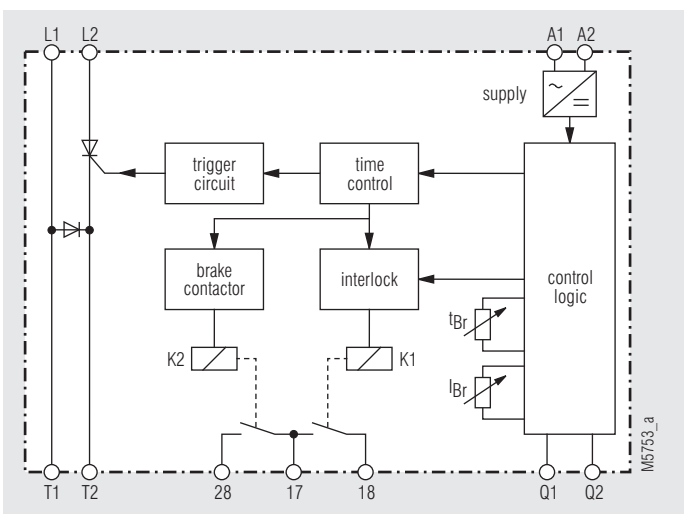 L1 L2 A1 A2
supply
trigger
circuit
time
control
brake
contactor
interlock
control
logic
tBr
IBr
K2
K1
M5753_a
T1 T2 28 17 18 Q1 Q2